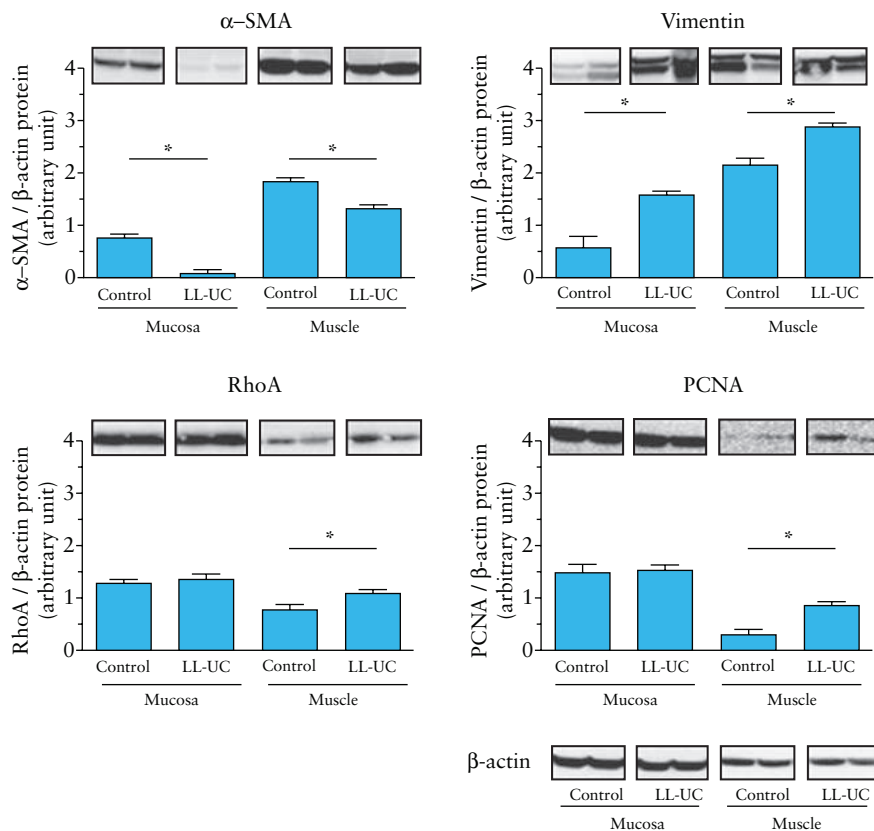 α–SMA
α-SMA / β-actin protein
(arbitrary unit)
4
3
2
1
0
*
*
Control
LL-UC
Control
LL-UC
Mucosa
Muscle
Vimentin
Vimentin / β-actin protein
(arbitrary unit)
4
3
2
1
0
*
*
Control
LL-UC
Control
LL-UC
Mucosa
Muscle
RhoA
RhoA / β-actin protein
(arbitrary unit)
4
3
2
1
0
*
Control
LL-UC
Control
LL-UC
Mucosa
Muscle
PCNA
PCNA / β-actin protein
(arbitrary unit)
4
3
2
1
0
*
Control
LL-UC
Control
LL-UC
Mucosa
Muscle
β-actin
Control
LL-UC
Control
LL-UC
Mucosa
Muscle